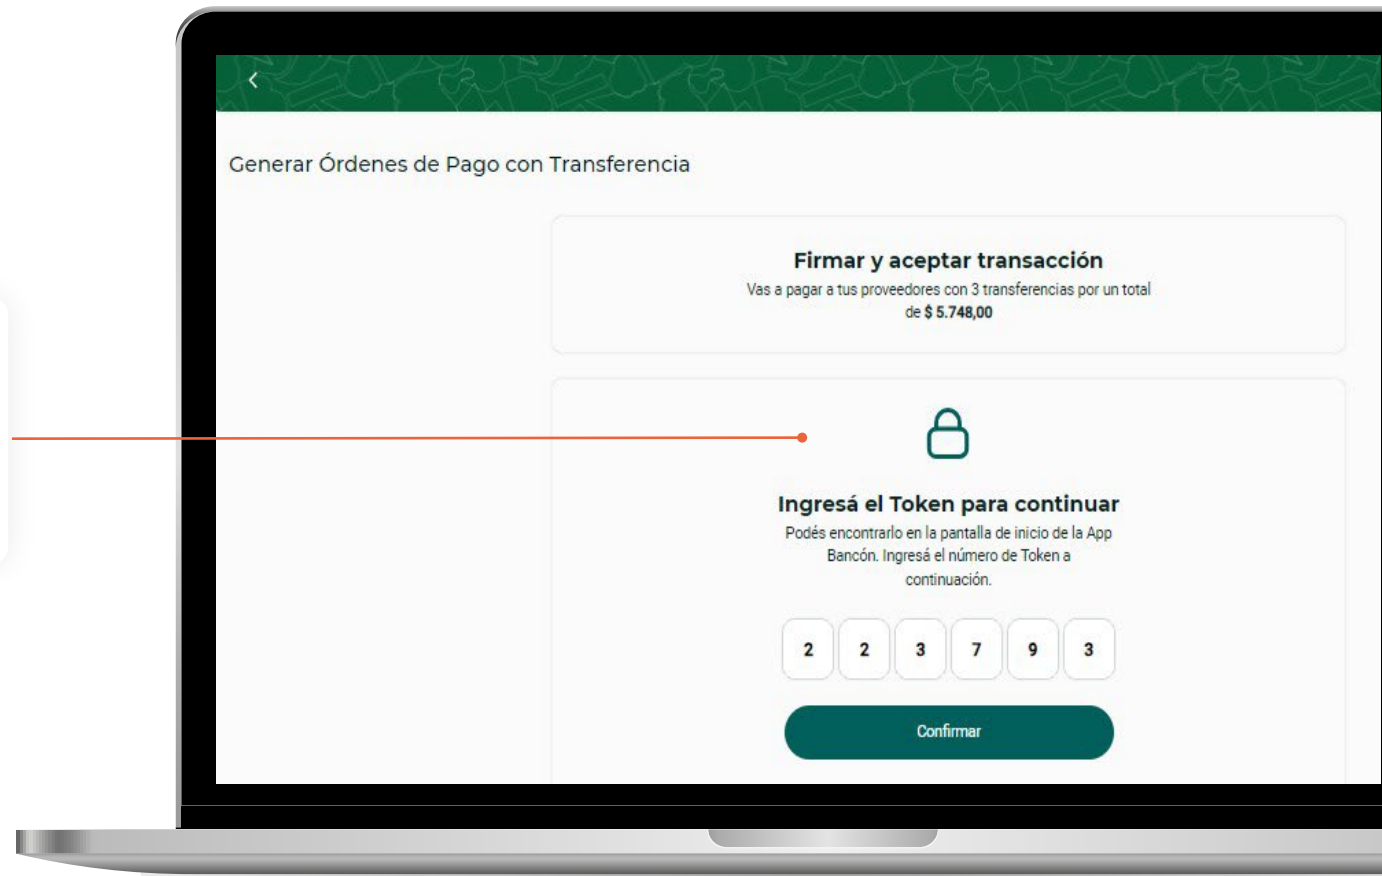 Generar Órdenes de Pago con Transferencia
Firmar y aceptar transacción
Vas a pagar a tus proveedores con 3 transferencias por un total
de $ 5.748,00
Ingresá el Token para continuar
Podés encontrarlo en la pantalla de inicio de la App
Bancón. Ingresá el número de Token a
continuación.
2 2 3 7 9 3
Confirmar